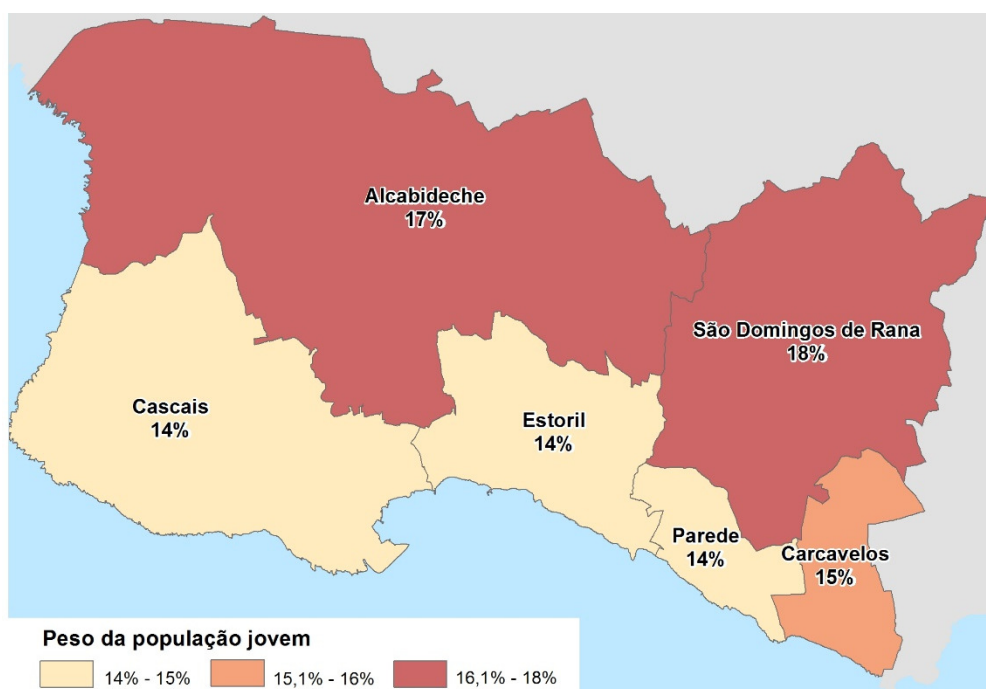 Alcabideche
17%
São Domingos de Rana
18%
Cascais
14%
Estoril
14%
Parede
14%
Carcavelos
15%
Peso da população jovem
14% - 15%
15,1% - 16%
16,1% - 18%